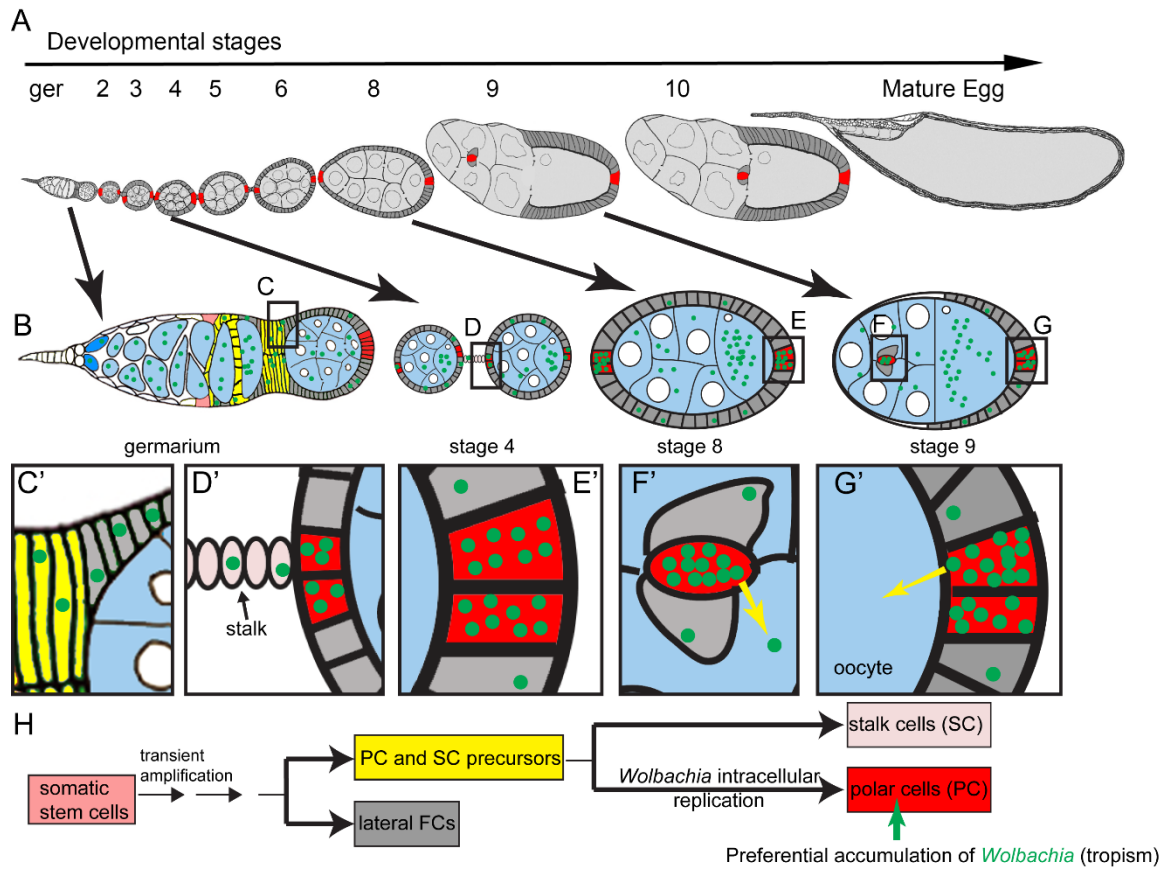 A
Developmental stages
ger 2 3 4 5 6 8 9 10 Mature Egg
B
C
D
E
F
G
germarium
stage 4
stage 8
stage 9
C’
D’
E’
F’
G’
stalk
oocyte
H
somatic
stem cells
transient
amplification
PC and SC precursors
lateral FCs
Wolbachia intracellular
replication
stalk cells (SC)
polar cells (PC)
Preferential accumulation of Wolbachia (tropism)